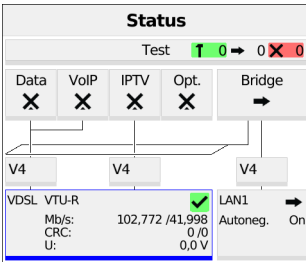 Status
Test 0 ➡ 0 ✕ 0
Data VoIP IPTV Opt. Bridge
V4 V4 V4
VDSL VTU-R
Mb/s: 102,772 /41,998
CRC: 0 /0
U: 0,0 V
LAN1
Autoneg. On